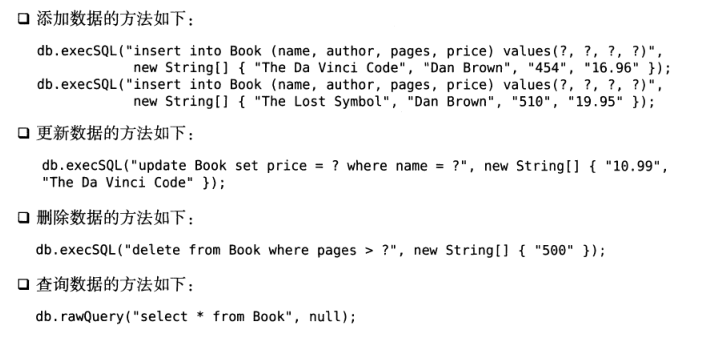 ❑ 添加数据的方法如下：
db.execSQL("insert into Book (name, author, pages, price) values(?, ?, ?, ?)",
new String[] { "The Da Vinci Code", "Dan Brown", "454", "16.96" });
db.execSQL("insert into Book (name, author, pages, price) values(?, ?, ?, ?)",
new String[] { "The Lost Symbol", "Dan Brown", "510", "19.95" });
❑ 更新数据的方法如下：
db.execSQL("update Book set price = ? where name = ?", new String[] { "10.99",
"The Da Vinci Code" });
❑ 删除数据的方法如下：
db.execSQL("delete from Book where pages > ?", new String[] { "500" });
❑ 查询数据的方法如下：
db.rawQuery("select * from Book", null);